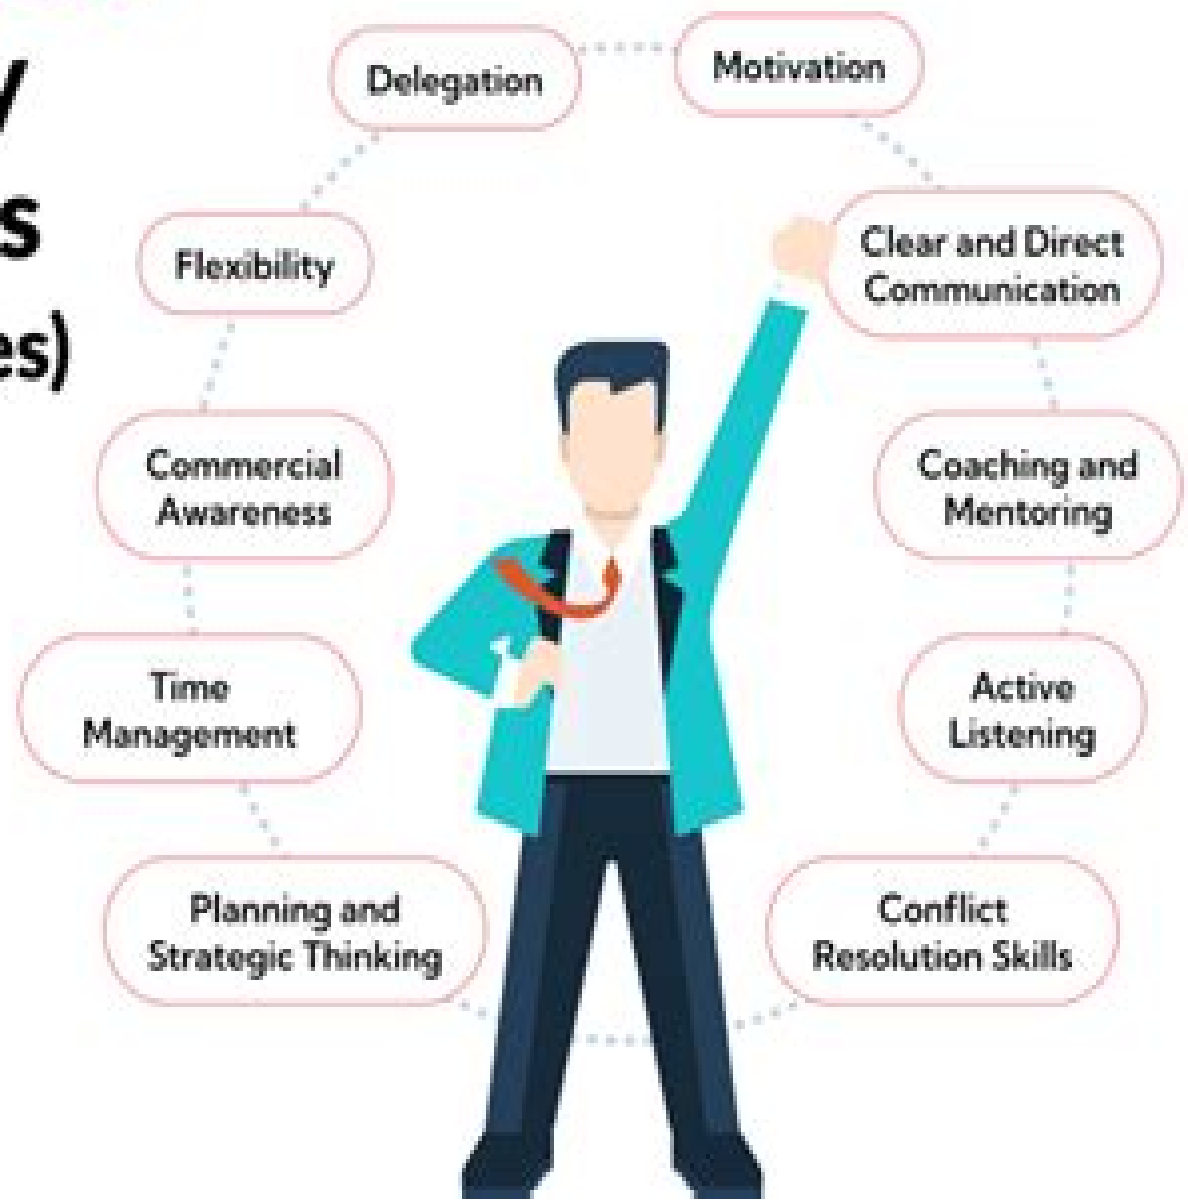 y
s
es)
Delegation
Motivation
Flexibility
Clear and Direct
Communication
Commercial
Awareness
Coaching and
Mentoring
Time
Management
Active
Listening
Planning and
Strategic Thinking
Conflict
Resolution Skills